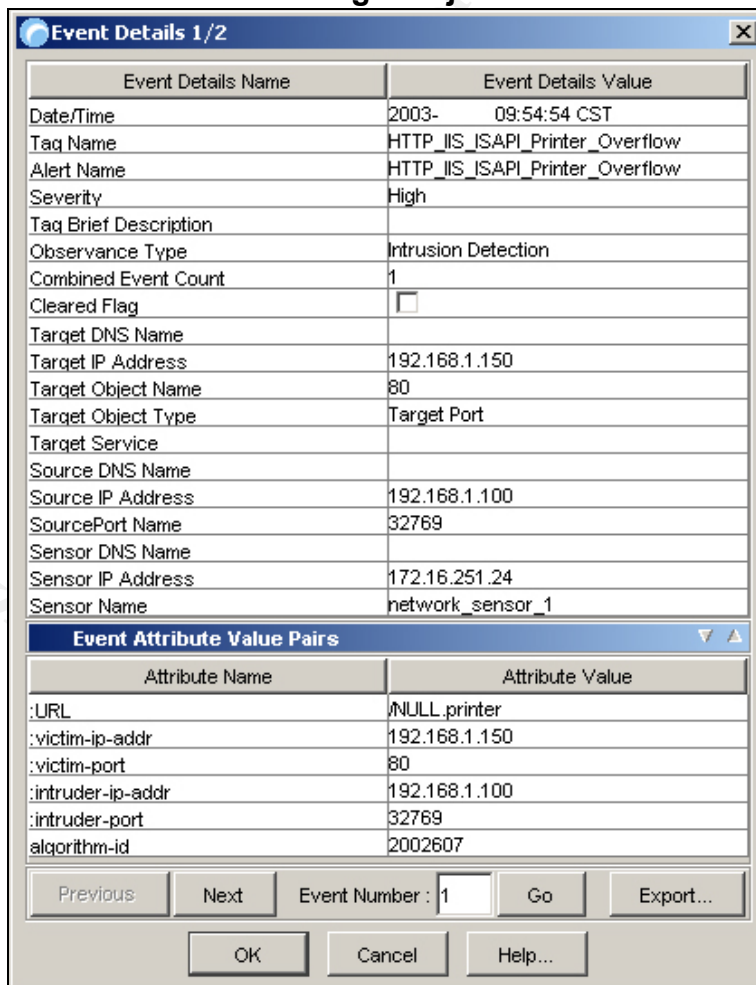 Event Details 1/2
Event Details Name Event Details Value
Date/Time 2003- 09:54:54 CST
Tag Name HTTP_IIS_ISAPI_Printer_Overflow
Alert Name HTTP_IIS_ISAPI_Printer_Overflow
Severity High
Tag Brief Description
Observance Type Intrusion Detection
Combined Event Count 1
Cleared Flag
Target DNS Name
Target IP Address 192.168.1.150
Target Object Name 80
Target Object Type Target Port
Target Service
Source DNS Name
Source IP Address 192.168.1.100
SourcePort Name 32769
Sensor DNS Name
Sensor IP Address 172.16.251.24
Sensor Name network_sensor_1
Event Attribute Value Pairs
Attribute Name Attribute Value
:URL /NULL.printer
:victim-ip-addr 192.168.1.150
:victim-port 80
:intruder-ip-addr 192.168.1.100
:intruder-port 32769
algorithm-id 2002607
Previous Next Event Number : 1 Go Export...
OK Cancel Help...